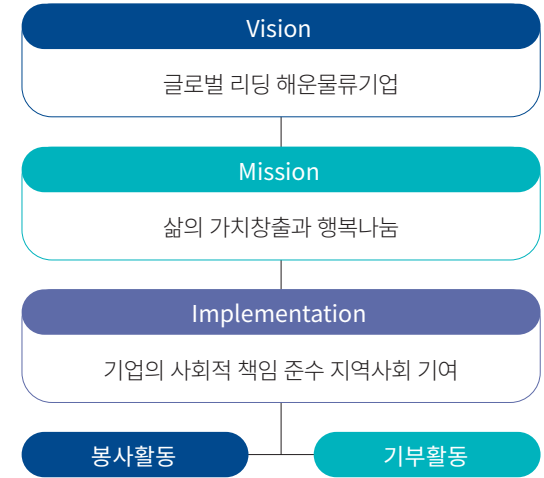 Vision
글로벌 리딩 해운물류기업
Mission
삶의 가치창출과 행복나눔
Implementation
기업의 사회적 책임 준수 지역사회 기여
봉사활동
기부활동